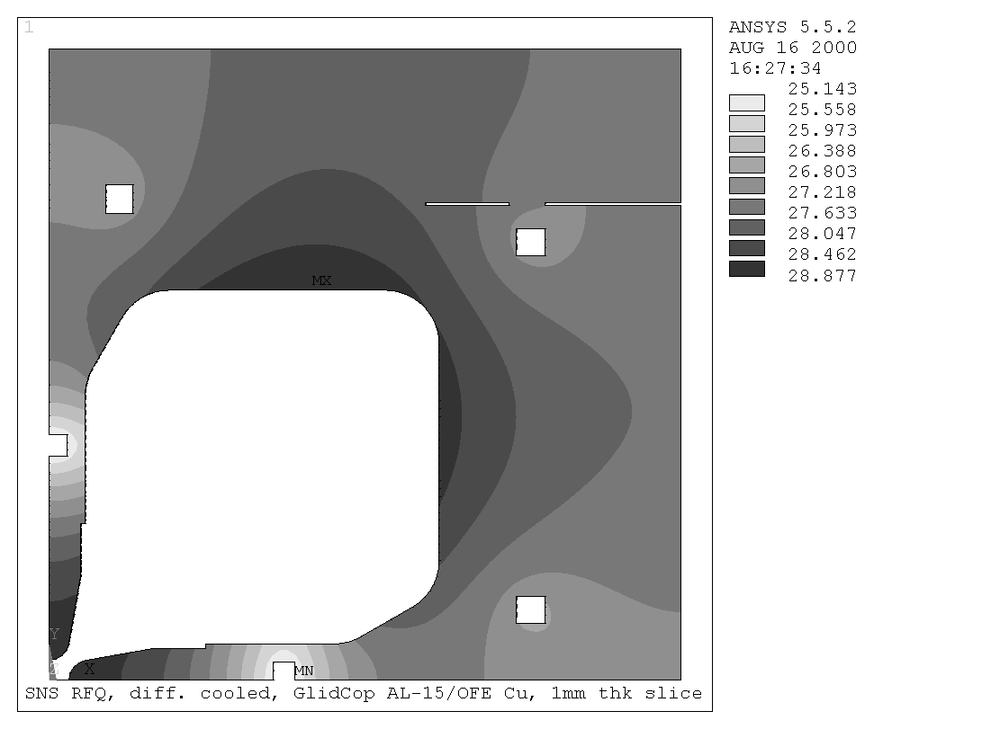 1
ANSYS 5.5.2
AUG 16 2000
16:27:34
25.143
25.558
25.973
26.388
26.803
27.218
27.633
28.047
28.462
28.877
MX
Y
Z X
MN
SNS RFQ, diff. cooled, GlidCop AL-15/OFE Cu, 1mm thk slice